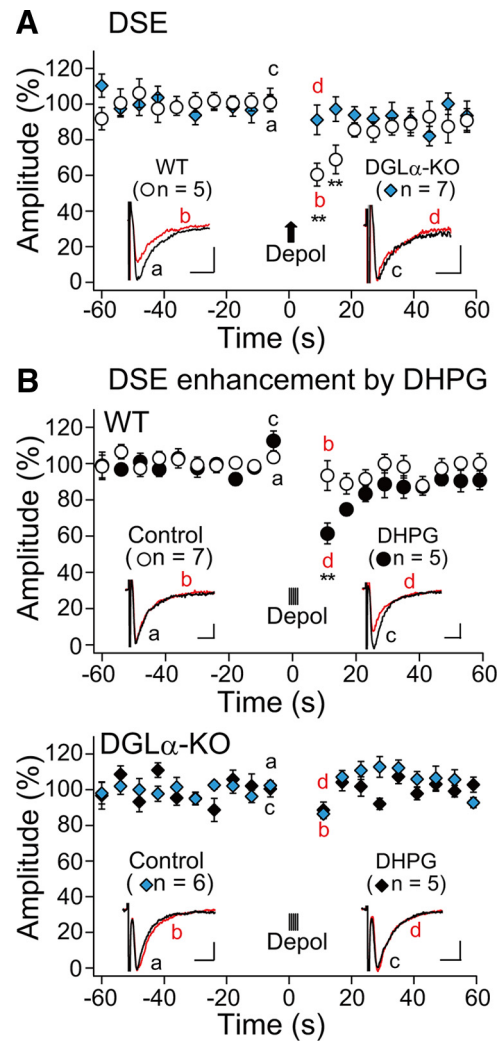 A DSE
Amplitude (%)
120
100
80
60
40
20
0
c
a
d
b
**
**
WT
(○n = 5)
b
a
DGLα-KO
(◆n = 7)
d
c
Depol
-60 -40 -20 0 20 40 60
Time (s)
B DSE enhancement by DHPG
WT
Amplitude (%)
120
100
80
60
40
20
0
c
a
b
d
**
Control
(○n = 7)
b
a
DHPG
(●n = 5)
d
c
Depol
-60 -40 -20 0 20 40 60
Time (s)
DGLα-KO
Amplitude (%)
120
100
80
60
40
20
0
a
c
d
b
Control
(◆n = 6)
b
a
DHPG
(◆n = 5)
d
c
Depol
-60 -40 -20 0 20 40 60
Time (s)